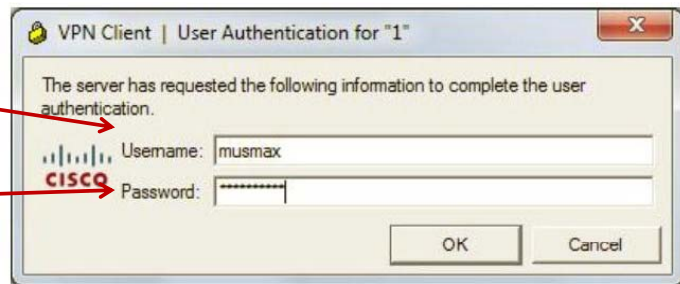 VPN Client | User Authentication for "1"
The server has requested the following information to complete the user
authentication.
CISCO
Username: musmax
Password: **********
OK Cancel